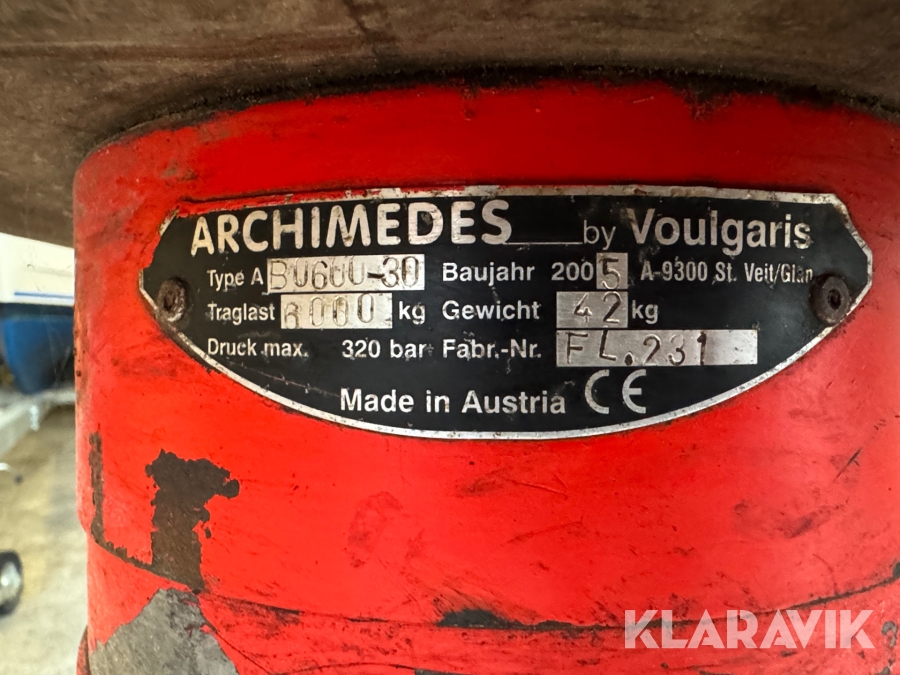 ARCHIMEDES by Voulgaris
Type A BU600-30 Baujahr 2005 A-9300 St. Veit/Glan
Traglast 6000 kg Gewicht 42 kg
Druck max. 320 bar Fabr.-Nr. FL.231
Made in Austria CE
KLARAVIK